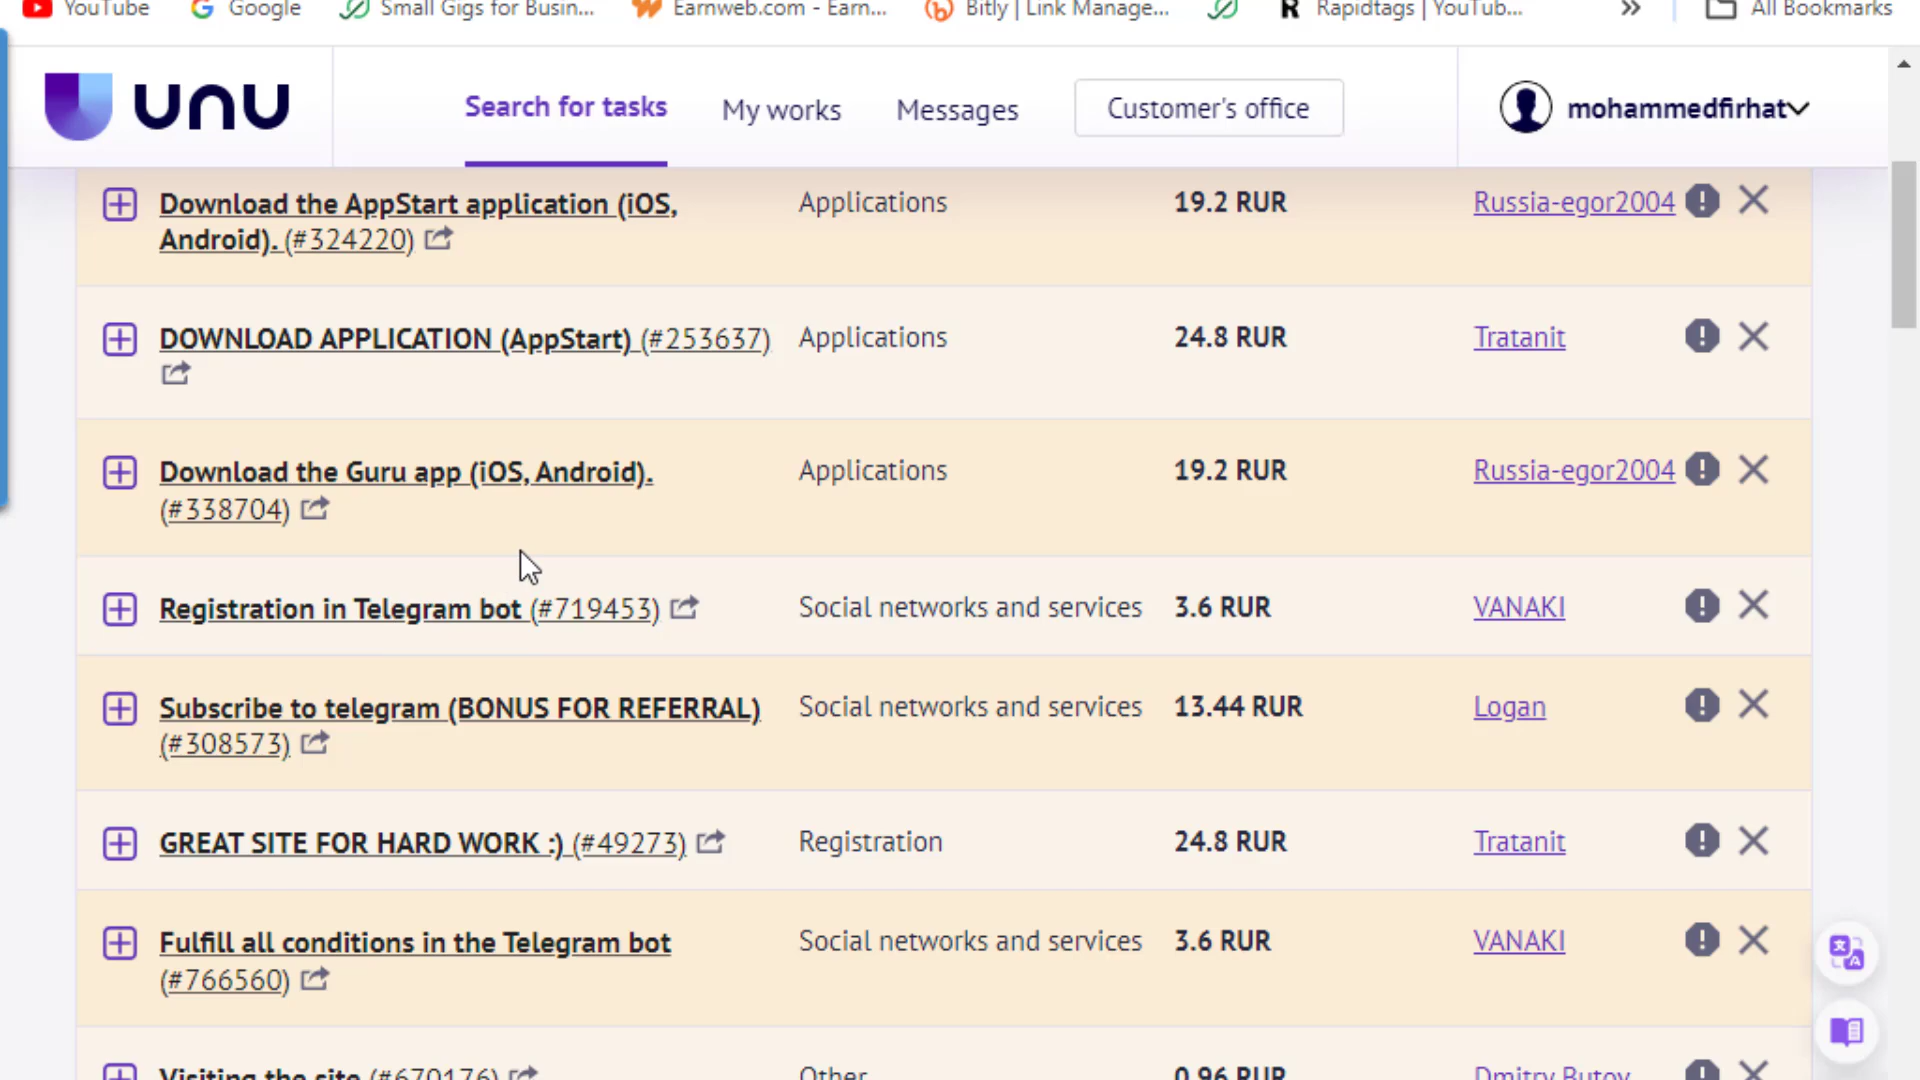 YouTube Google Small Gigs for Busin... Earnweb.com - Earn... Bitly | Link Manage... Rapidtags | YouTub... » All Bookmarks
unu Search for tasks My works Messages Customer's office mohammedfirhat
Download the AppStart application (iOS, Applications 19.2 RUR Russia-egor2004
Android). (#324220)
DOWNLOAD APPLICATION (AppStart) (#253637) Applications 24.8 RUR Tratanit
Download the Guru app (iOS, Android). Applications 19.2 RUR Russia-egor2004
(#338704)
Registration in Telegram bot (#719453) Social networks and services 3.6 RUR VANAKI
Subscribe to telegram (BONUS FOR REFERRAL) Social networks and services 13.44 RUR Logan
(#308573)
GREAT SITE FOR HARD WORK :) (#49273) Registration 24.8 RUR Tratanit
Fulfill all conditions in the Telegram bot Social networks and services 3.6 RUR VANAKI
(#766560)
Visiting the site (#670176) Other 0.96 RUR Dmitry Butov